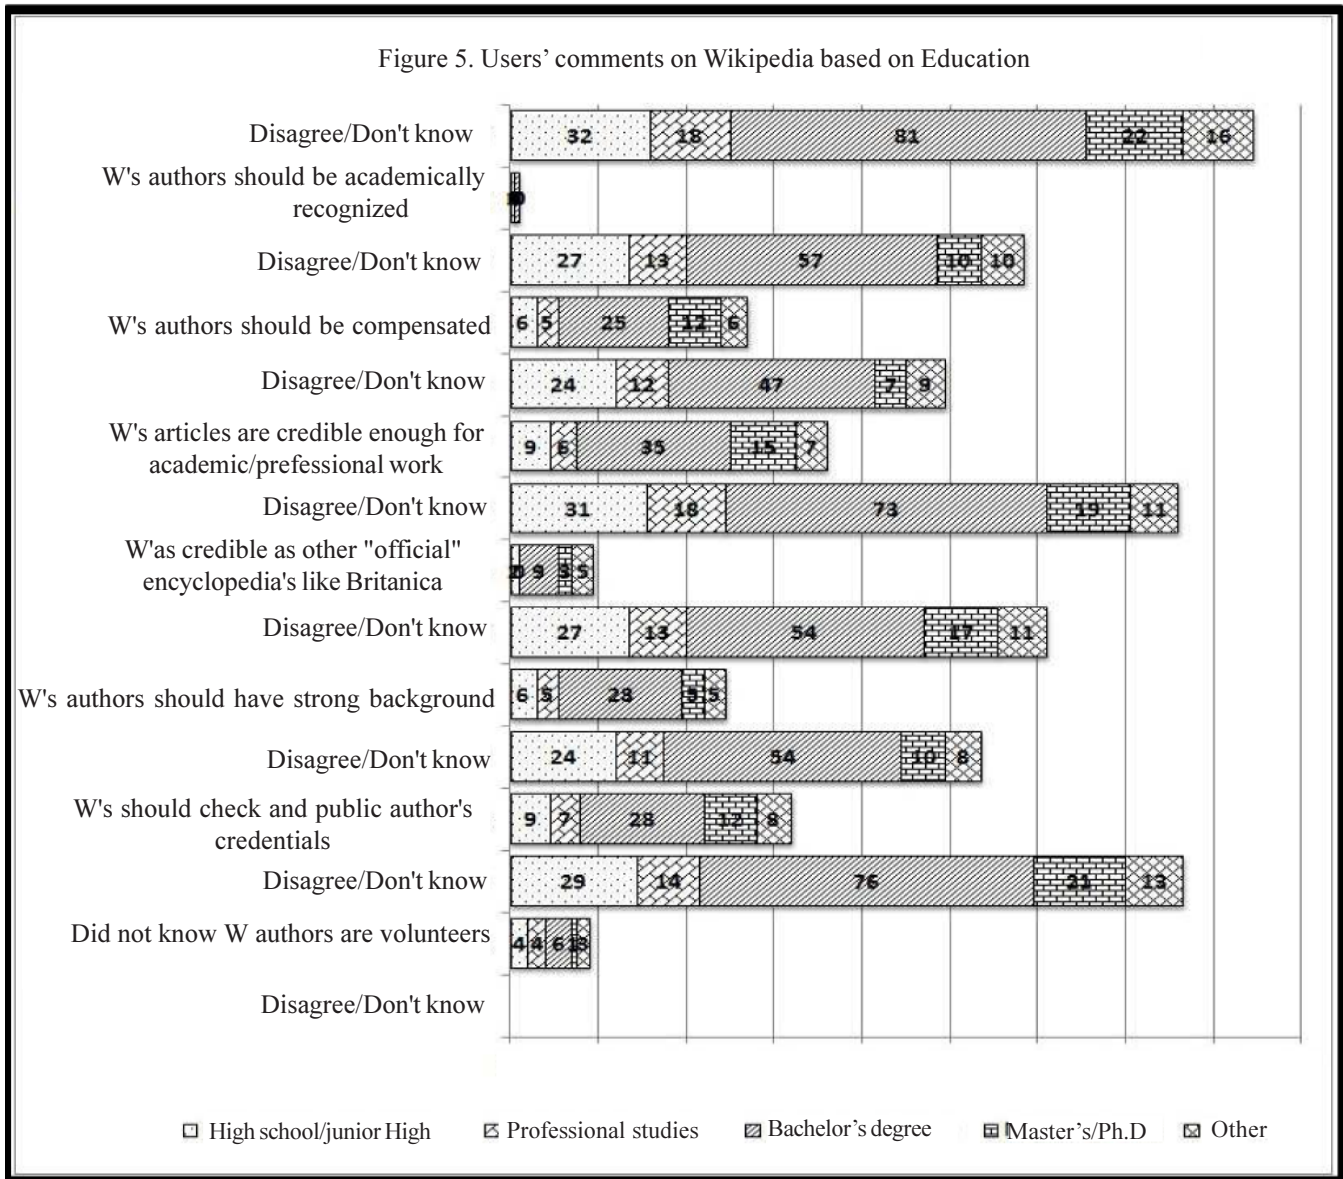 Figure 5. Users’ comments on Wikipedia based on Education
Disagree/Don't know
32 18 81 22 16
W's authors should be academically
recognized
Disagree/Don't know
27 13 57 10 10
W's authors should be compensated
6 5 25 12 6
Disagree/Don't know
24 12 47 7 9
W's articles are credible enough for
academic/prefessional work
9 6 35 15 7
Disagree/Don't know
31 18 73 19 11
W'as credible as other "official"
encyclopedia's like Britanica
9 3 5
Disagree/Don't know
27 13 54 17 11
W's authors should have strong background
6 5 28 5
Disagree/Don't know
24 11 54 10 8
W's should check and public author's
credentials
9 7 28 12 8
Disagree/Don't know
29 14 76 21 13
Did not know W authors are volunteers
4 4 6 1 3
Disagree/Don't know
High school/junior High Professional studies Bachelor’s degree Master’s/Ph.D Other